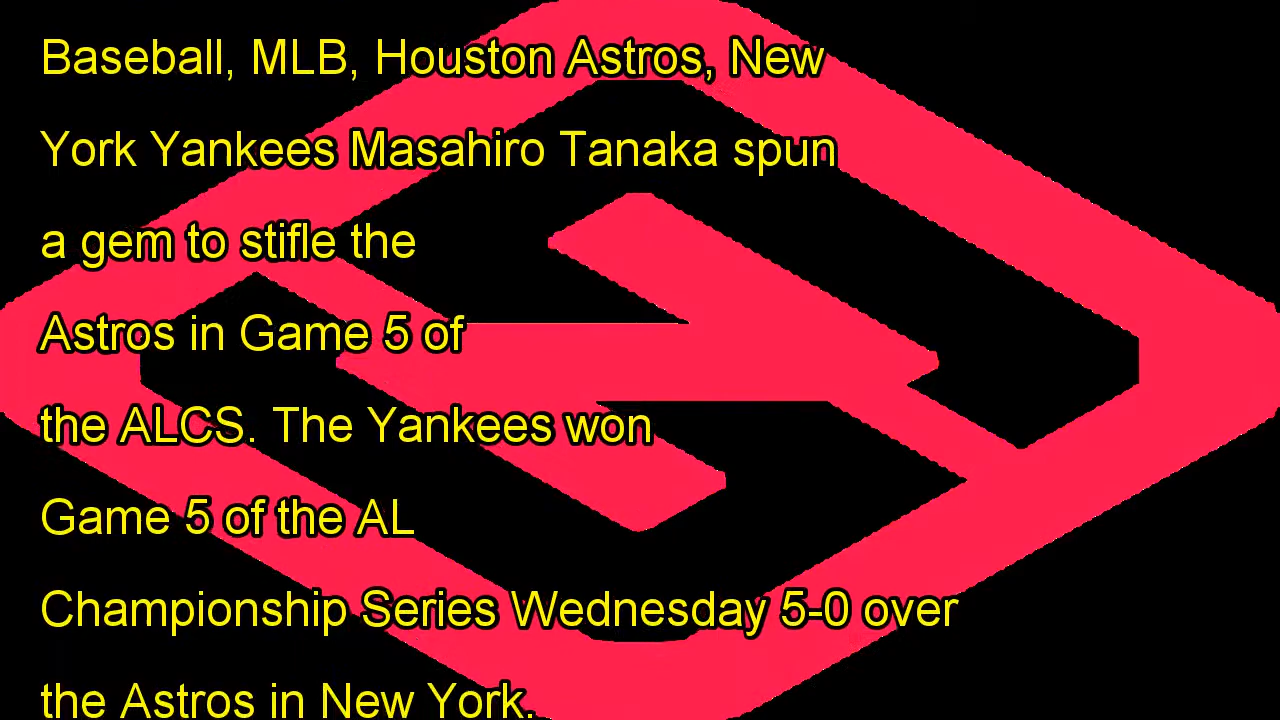 Baseball, MLB, Houston Astros, New
York Yankees Masahiro Tanaka spun
a gem to stifle the
Astros in Game 5 of
the ALCS. The Yankees won
Game 5 of the AL
Championship Series Wednesday 5-0 over
the Astros in New York.